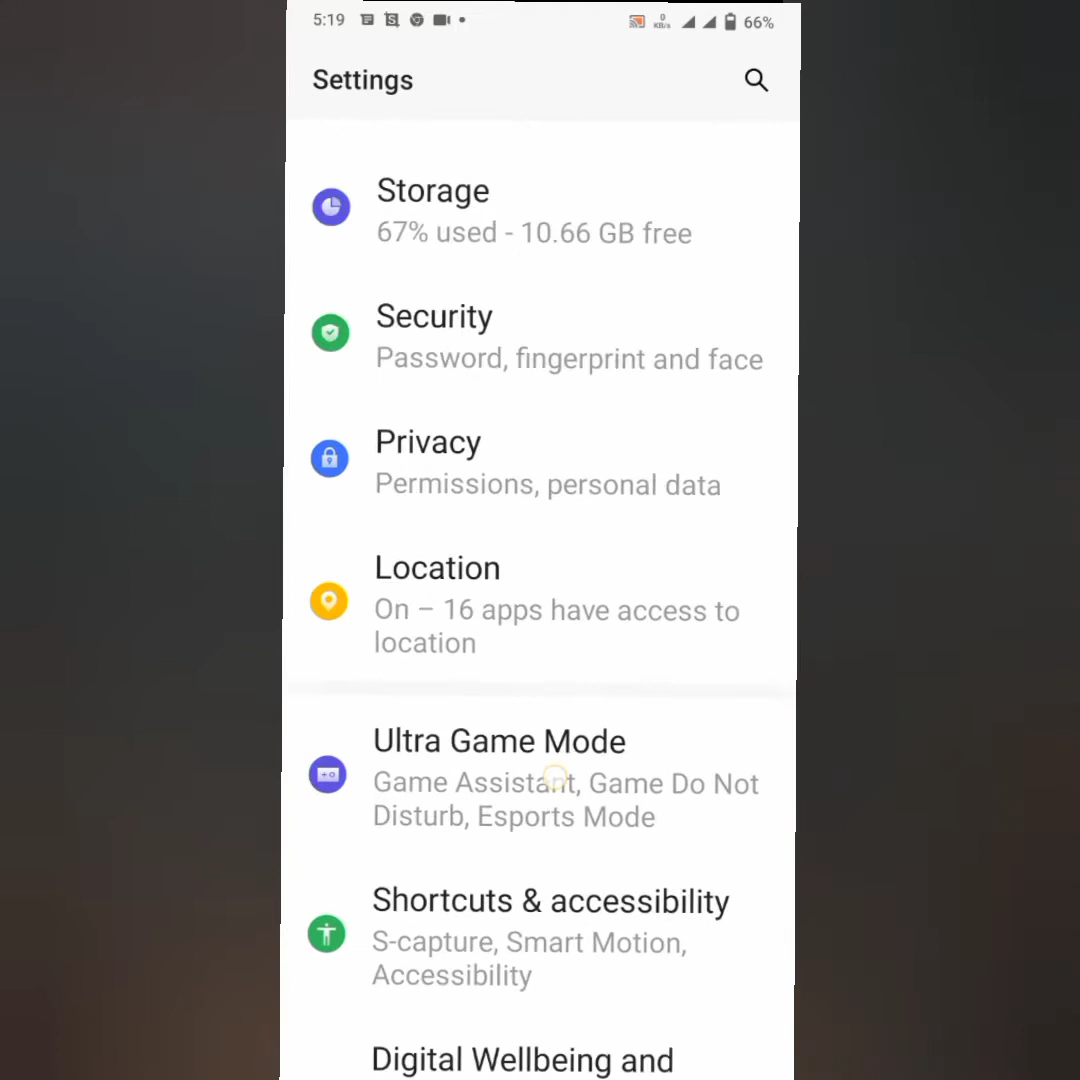 5:19
0
KB/s
66%
Settings
Storage
67% used - 10.66 GB free
Security
Password, fingerprint and face
Privacy
Permissions, personal data
Location
On – 16 apps have access to
location
Ultra Game Mode
Game Assistant, Game Do Not
Disturb, Esports Mode
Shortcuts & accessibility
S-capture, Smart Motion,
Accessibility
Digital Wellbeing and